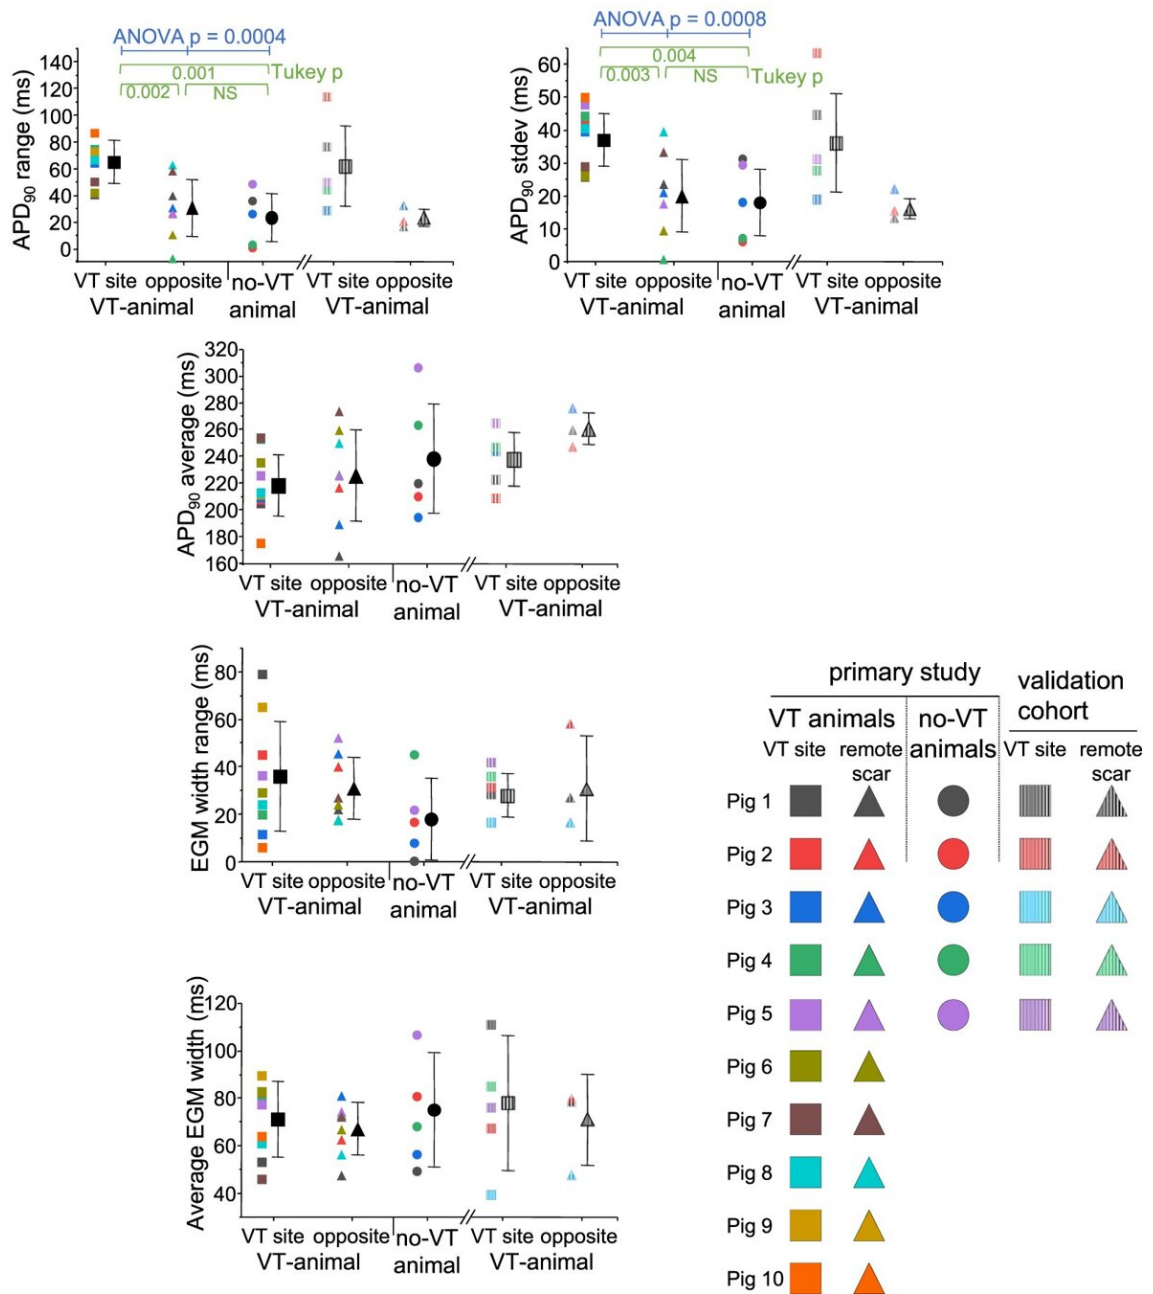 ANOVA p = 0.0004
0.001
Tukey p
0.002
NS
APD90 range (ms)
140
120
100
80
60
40
20
0
VT site opposite no-VT VT site opposite
VT-animal animal VT-animal
ANOVA p = 0.0008
0.004
0.003
NS
Tukey p
APD90 stdev (ms)
60
50
40
30
20
10
0
VT site opposite no-VT VT site opposite
VT-animal animal VT-animal
APD90 average (ms)
320
300
280
260
240
220
200
180
160
VT site opposite no-VT VT site opposite
VT-animal animal VT-animal
EGM width range (ms)
80
60
40
20
0
VT site opposite no-VT VT site opposite
VT-animal animal VT-animal
Average EGM width (ms)
120
100
80
60
40
VT site opposite no-VT VT site opposite
VT-animal animal VT-animal
primary study
validation
cohort
VT animals
no-VT
animals
VT site
remote
scar
VT site
remote
scar
Pig 1
Pig 2
Pig 3
Pig 4
Pig 5
Pig 6
Pig 7
Pig 8
Pig 9
Pig 10